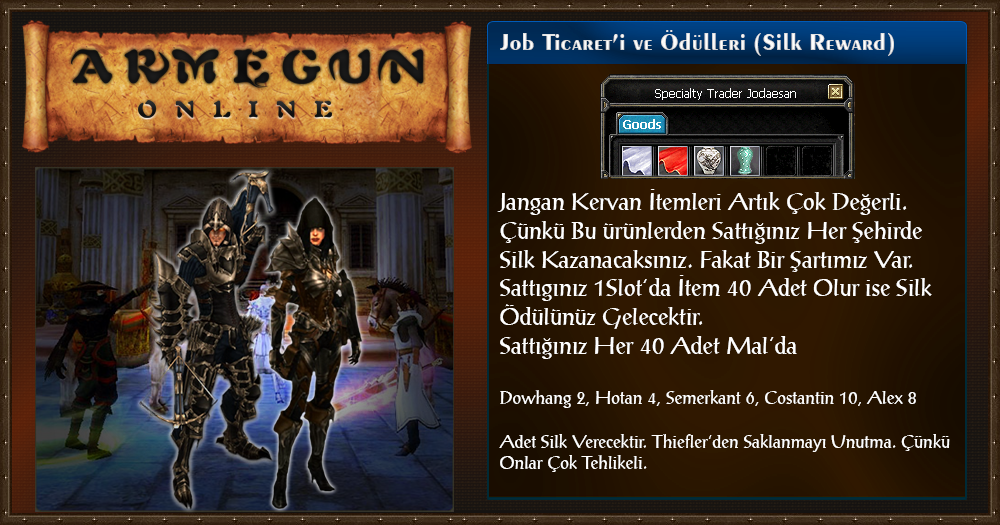 ARMEGUN
ONLINE
Job Ticaret'i ve Ödülleri (Silk Reward)
Specialty Trader Jodaesan
Goods
Jangan Kervan İtemleri Artık Çok Değerli.
Çünkü Bu ürünlerden Sattığınız Her Şehirde
Silk Kazanacaksınız. Fakat Bir Şartımız Var.
Sattıgınız 1Slot'da İtem 40 Adet Olur ise Silk
Ödülünüz Gelecektir.
Sattığınız Her 40 Adet Mal'da
Dowhang 2, Hotan 4, Semerkant 6, Costantin 10, Alex 8
Adet Silk Verecektir. Thiefler'den Saklanmayı Unutma. Çünkü
Onlar Çok Tehlikeli.